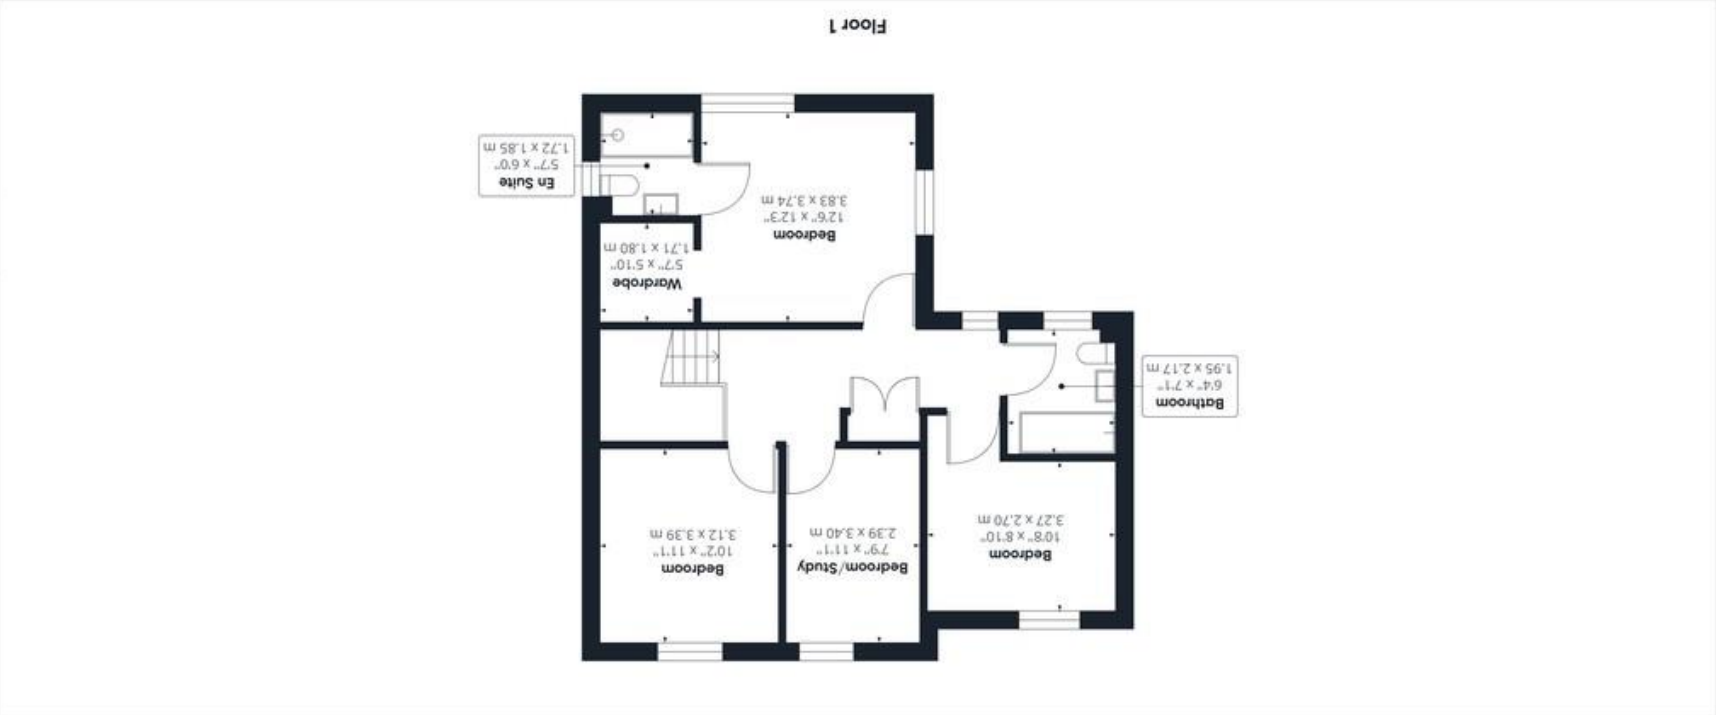 Bedroom
10'2" x 11'1"
3.12 x 3.39 m
Bedroom/Study
7'9" x 11'1"
2.39 x 3.40 m
Bedroom
10'8" x 8'10"
3.27 x 2.70 m
Bathroom
6'4" x 7'1"
1.95 x 2.17 m
Wardrobe
5'7" x 5'10"
1.71 x 1.80 m
Bedroom
12'6" x 12'3"
3.83 x 3.74 m
En Suite
5'7" x 6'0"
1.72 x 1.85 m
Floor 1